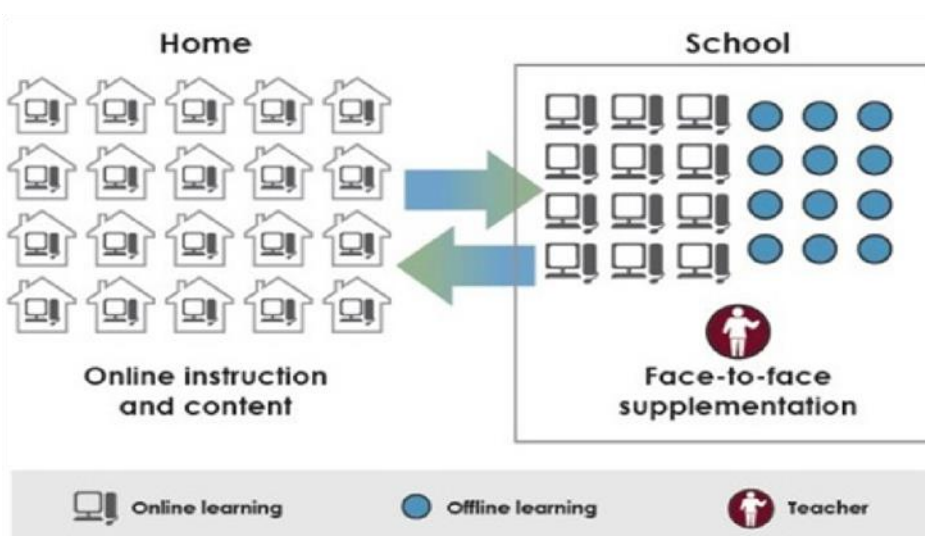 Home
School
Online instruction
and content
Face-to-face
supplementation
Online learning
Offline learning
Teacher